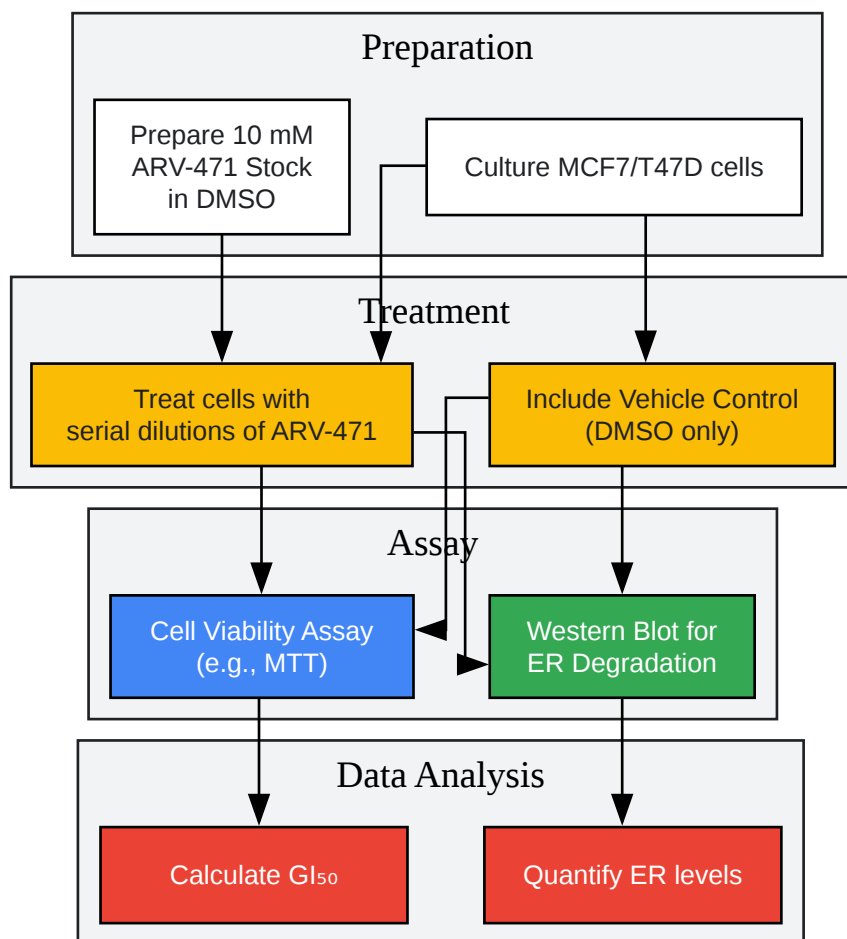 Preparation
Prepare 10 mM
ARV-471 Stock
in DMSO
Culture MCF7/T47D cells
Treatment
Treat cells with
serial dilutions of ARV-471
Include Vehicle Control
(DMSO only)
Assay
Cell Viability Assay
(e.g., MTT)
Western Blot for
ER Degradation
Data Analysis
Calculate GI₅₀
Quantify ER levels